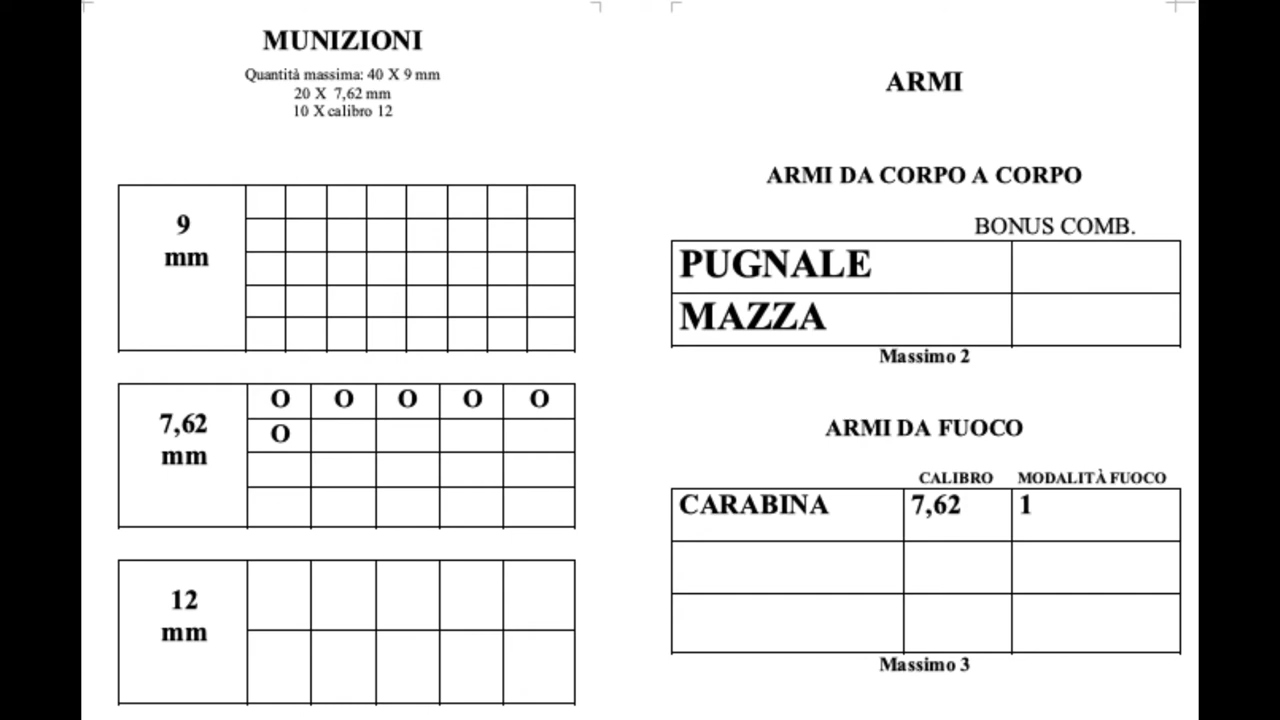 MUNIZIONI
Quantità massima: 40 X 9 mm
20 X 7,62 mm
10 X calibro 12
9
mm
7,62
mm
O O O O O
O
12
mm
ARMI
ARMI DA CORPO A CORPO
BONUS COMB.
PUGNALE
MAZZA
Massimo 2
ARMI DA FUOCO
CALIBRO MODALITÀ FUOCO
CARABINA 7,62 1
Massimo 3